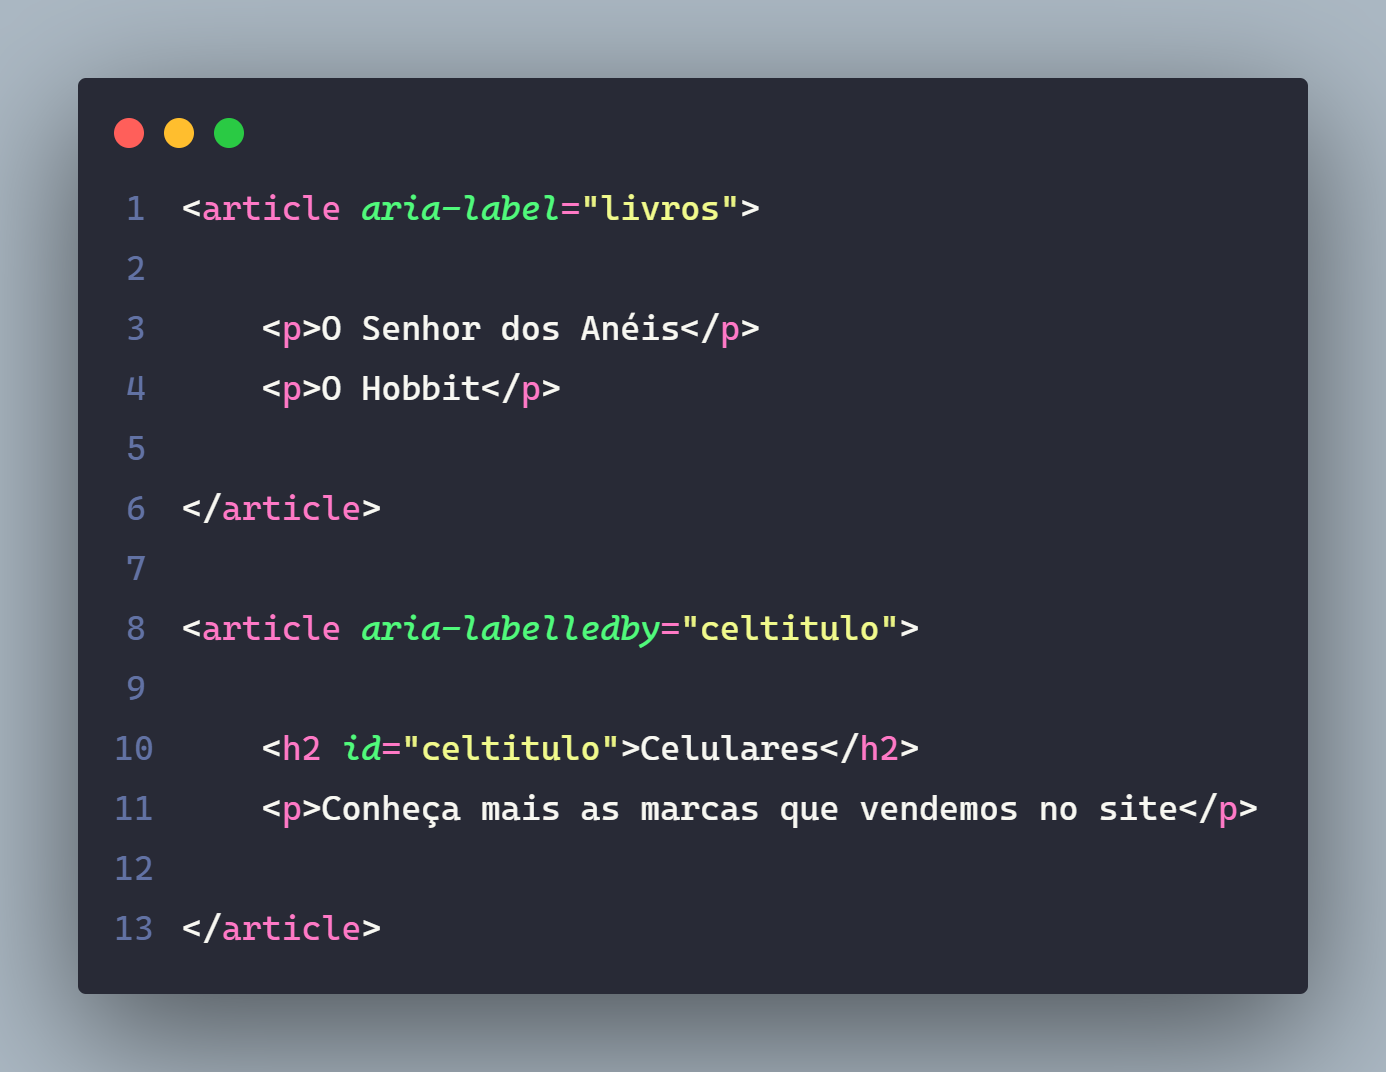 1 <article aria-label="livros">
2
3 <p>O Senhor dos Anéis</p>
4 <p>O Hobbit</p>
5
6 </article>
7
8 <article aria-labelledby="celtitulo">
9
10 <h2 id="celtitulo">Celulares</h2>
11 <p>Conheça mais as marcas que vendemos no site</p>
12
13 </article>